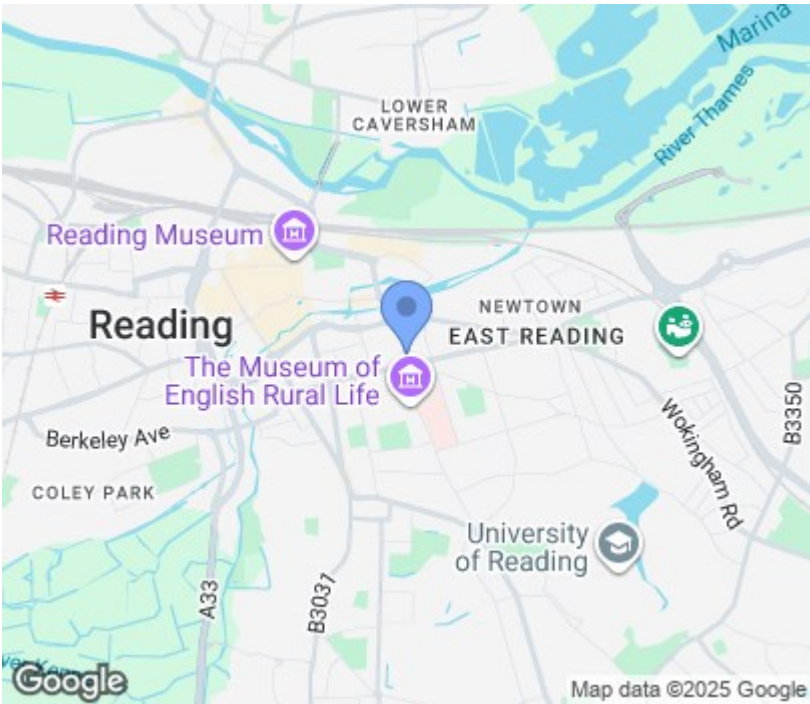 Marina
River Thames
LOWER
CAVERSHAM
Reading Museum
Reading
NEWTOWN
EAST READING
The Museum of
English Rural Life
B3350
Berkeley Ave
Wokingham Rd
COLEY PARK
University
of Reading
A33
B3031
Google
Map data ©2025 Google